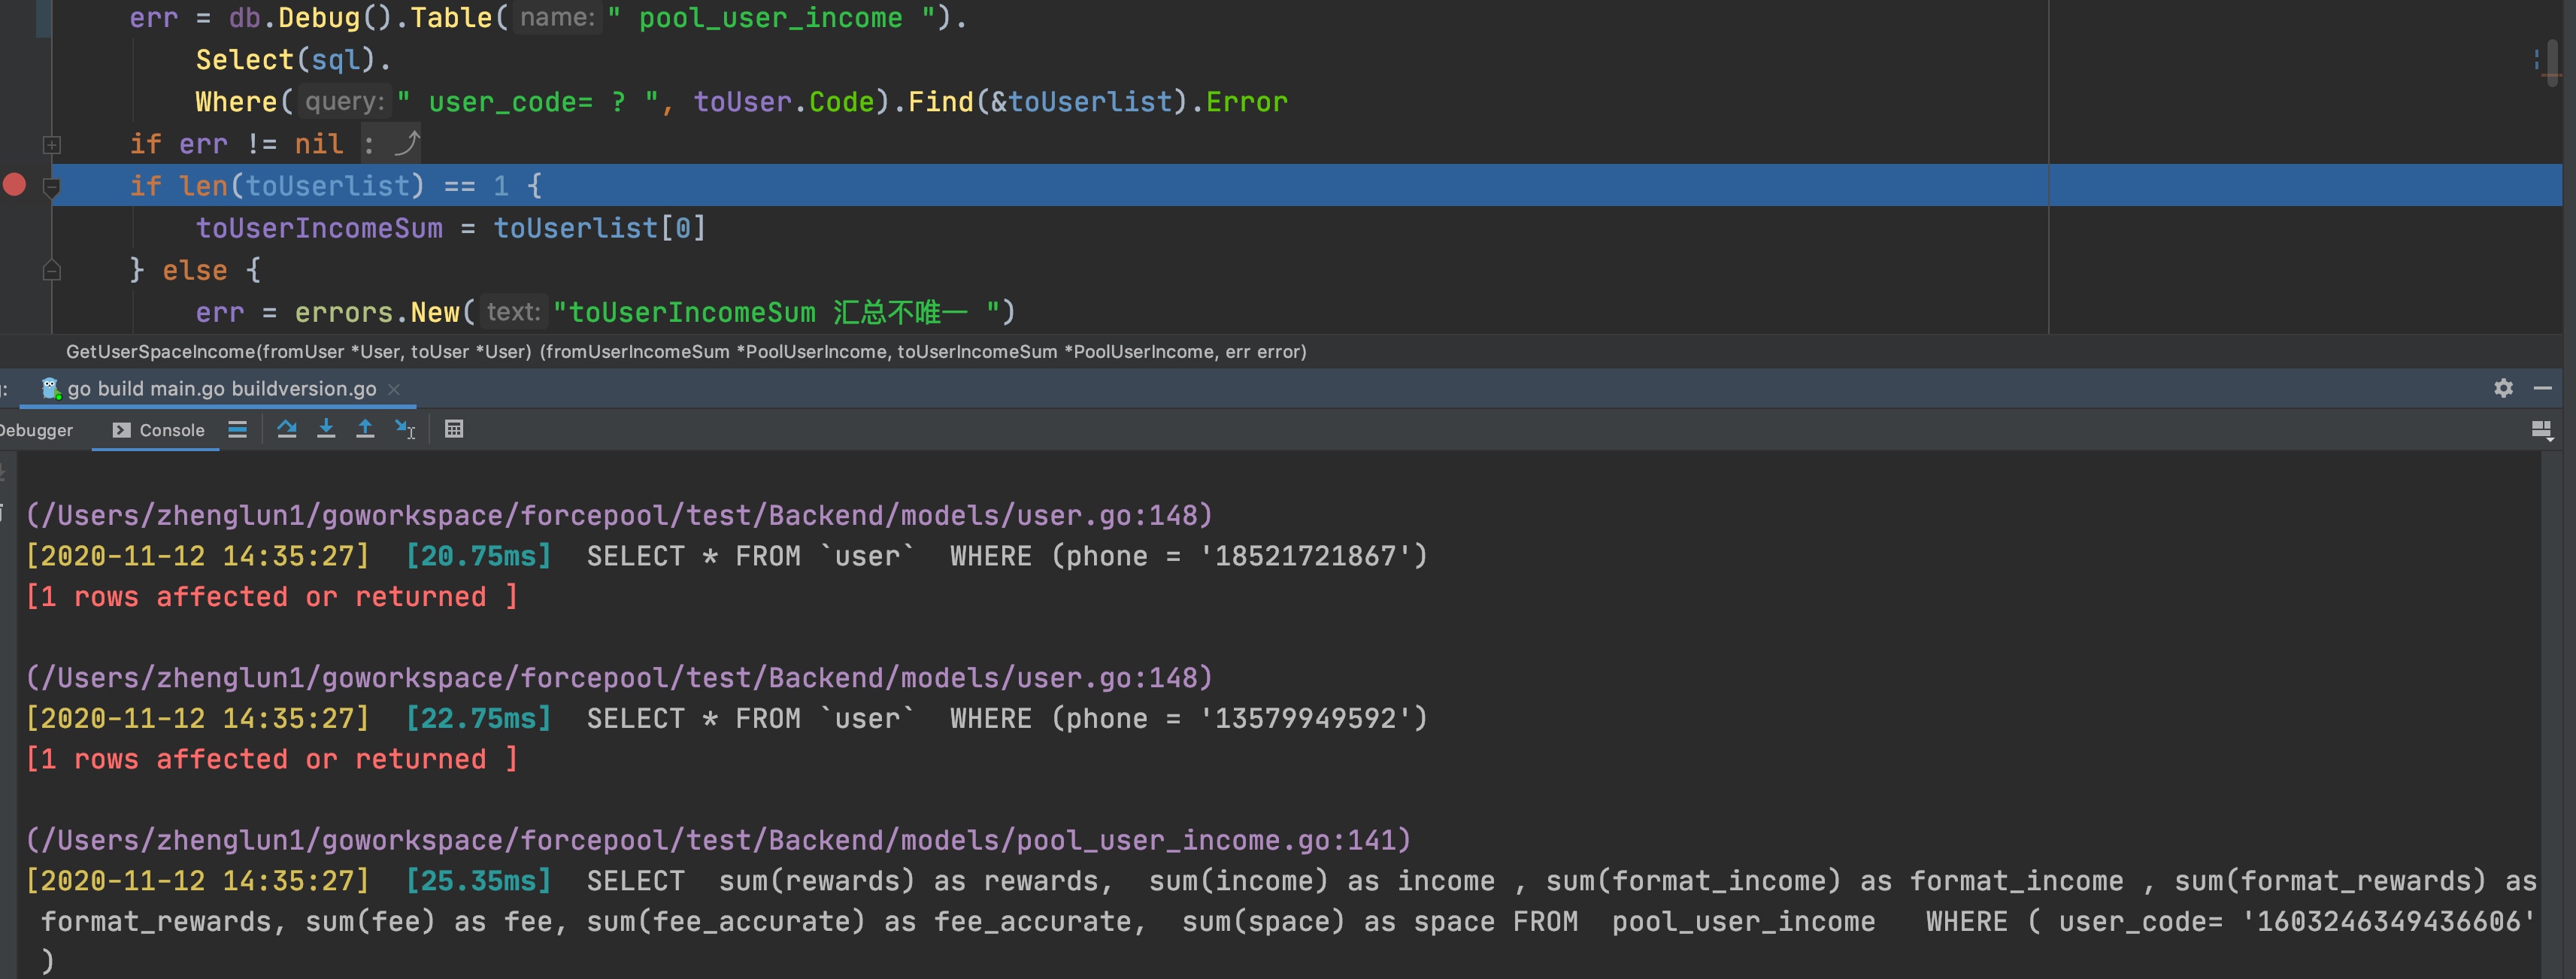 err = db.Debug().Table( name: " pool_user_income ").
Select(sql).
Where( query: " user_code= ? ", toUser.Code).Find(&toUserlist).Error
if err != nil :
if len(toUserlist) == 1 {
toUserIncomeSum = toUserlist[0]
} else {
err = errors.New( text: "toUserIncomeSum 汇总不唯一 ")
GetUserSpaceIncome(fromUser *User, toUser *User) (fromUserIncomeSum *PoolUserIncome, toUserIncomeSum *PoolUserIncome, err error)
go build main.go buildversion.go
Debugger Console
(/Users/zhenglun1/goworkspace/forcepool/test/Backend/models/user.go:148)
[2020-11-12 14:35:27] [20.75ms] SELECT * FROM `user` WHERE (phone = '18521721867')
[1 rows affected or returned ]
(/Users/zhenglun1/goworkspace/forcepool/test/Backend/models/user.go:148)
[2020-11-12 14:35:27] [22.75ms] SELECT * FROM `user` WHERE (phone = '13579949592')
[1 rows affected or returned ]
(/Users/zhenglun1/goworkspace/forcepool/test/Backend/models/pool_user_income.go:141)
[2020-11-12 14:35:27] [25.35ms] SELECT sum(rewards) as rewards, sum(income) as income , sum(format_income) as format_income , sum(format_rewards) as
format_rewards, sum(fee) as fee, sum(fee_accurate) as fee_accurate, sum(space) as space FROM pool_user_income WHERE ( user_code= '1603246349436606'
)